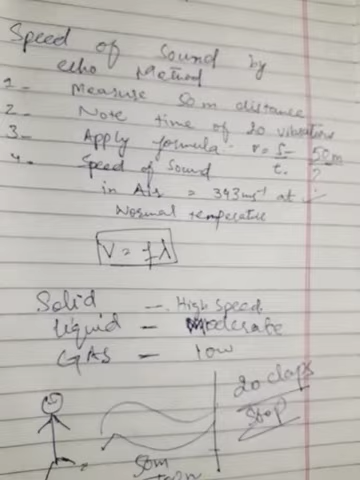 Speed of Sound by
echo Method
1- Measure 50m distance
2- Note time of 20 vibrations
3- Apply formula. v = S/t. 50m/?
4. Speed of Sound
in Air = 343ms⁻¹ at
Normal temperature
V = fλ
Solid - High Speed.
Liquid - Moderate
GAS - low
20 claps
Stop
50m